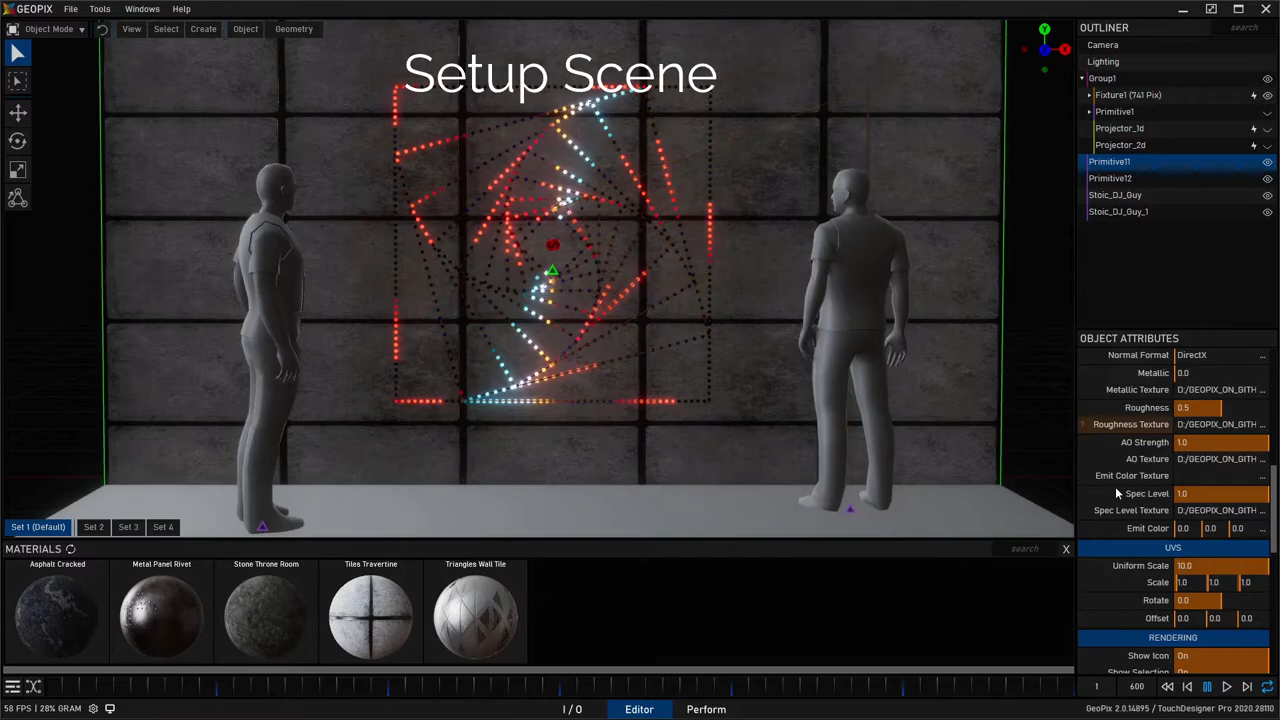 GEOPIX
File
Tools
Windows
Help
Object Mode
View
Select
Create
Object
Geometry
Setup Scene
Y
X
OUTLINER
search
Camera
Lighting
Group1
Fixture1 (741 Pix)
Primitive1
Projector_1d
Projector_2d
Primitive11
Primitive12
Stoic_DJ_Guy
Stoic_DJ_Guy_1
OBJECT ATTRIBUTES
Normal Format DirectX ...
Metallic 0.0
Metallic Texture D:/GEOPIX_ON_GITH ...
Roughness 0.5
? Roughness Texture D:/GEOPIX_ON_GITH ...
AO Strength 1.0
AO Texture D:/GEOPIX_ON_GITH ...
Emit Color Texture ...
Spec Level 1.0
Spec Level Texture D:/GEOPIX_ON_GITH ...
Emit Color 0.0 0.0 0.0 ...
UVS
Uniform Scale 10.0
Scale 1.0 1.0 1.0
Rotate 0.0
Offset 0.0 0.0 0.0
RENDERING
Show Icon On
Show Selection On
Set 1 (Default)
Set 2
Set 3
Set 4
MATERIALS
search
X
Asphalt Cracked
Metal Panel Rivet
Stone Throne Room
Tiles Travertine
Triangles Wall Tile
1
600
58 FPS | 28% GRAM
I / O
Editor
Perform
GeoPix 2.0.14895 / TouchDesigner Pro 2020.28110